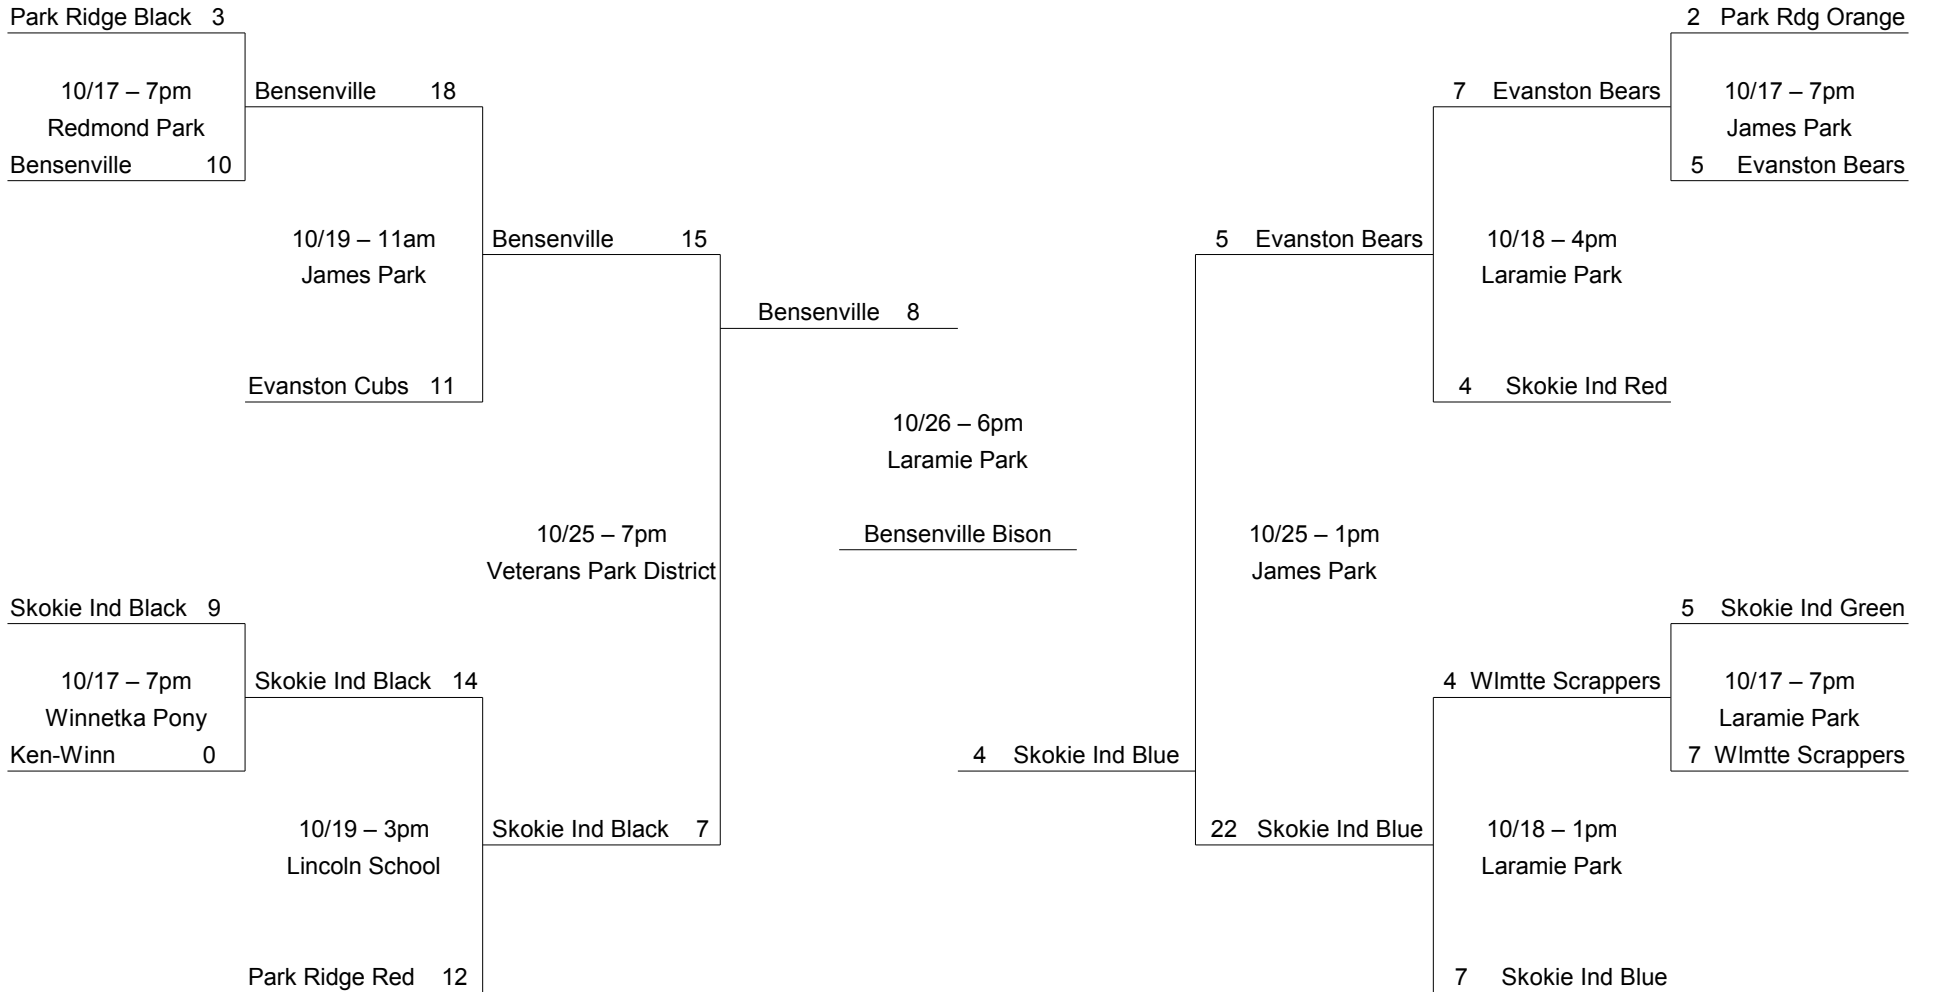 Park Ridge Black 3
2 Park Rdg Orange
10/17 – 7pm
Bensenville 18
7 Evanston Bears
10/17 – 7pm
Redmond Park
James Park
Bensenville 10
5 Evanston Bears
10/19 – 11am
Bensenville 15
5 Evanston Bears
10/18 – 4pm
James Park
Laramie Park
Bensenville 8
Evanston Cubs 11
4 Skokie Ind Red
10/26 – 6pm
Laramie Park
10/25 – 7pm
Bensenville Bison
10/25 – 1pm
Veterans Park District
James Park
Skokie Ind Black 9
5 Skokie Ind Green
10/17 – 7pm
Skokie Ind Black 14
4 Wlmtte Scrappers
10/17 – 7pm
Winnetka Pony
Laramie Park
Ken-Winn 0
4 Skokie Ind Blue
7 Wlmtte Scrappers
10/19 – 3pm
Skokie Ind Black 7
22 Skokie Ind Blue
10/18 – 1pm
Lincoln School
Laramie Park
Park Ridge Red 12
7 Skokie Ind Blue